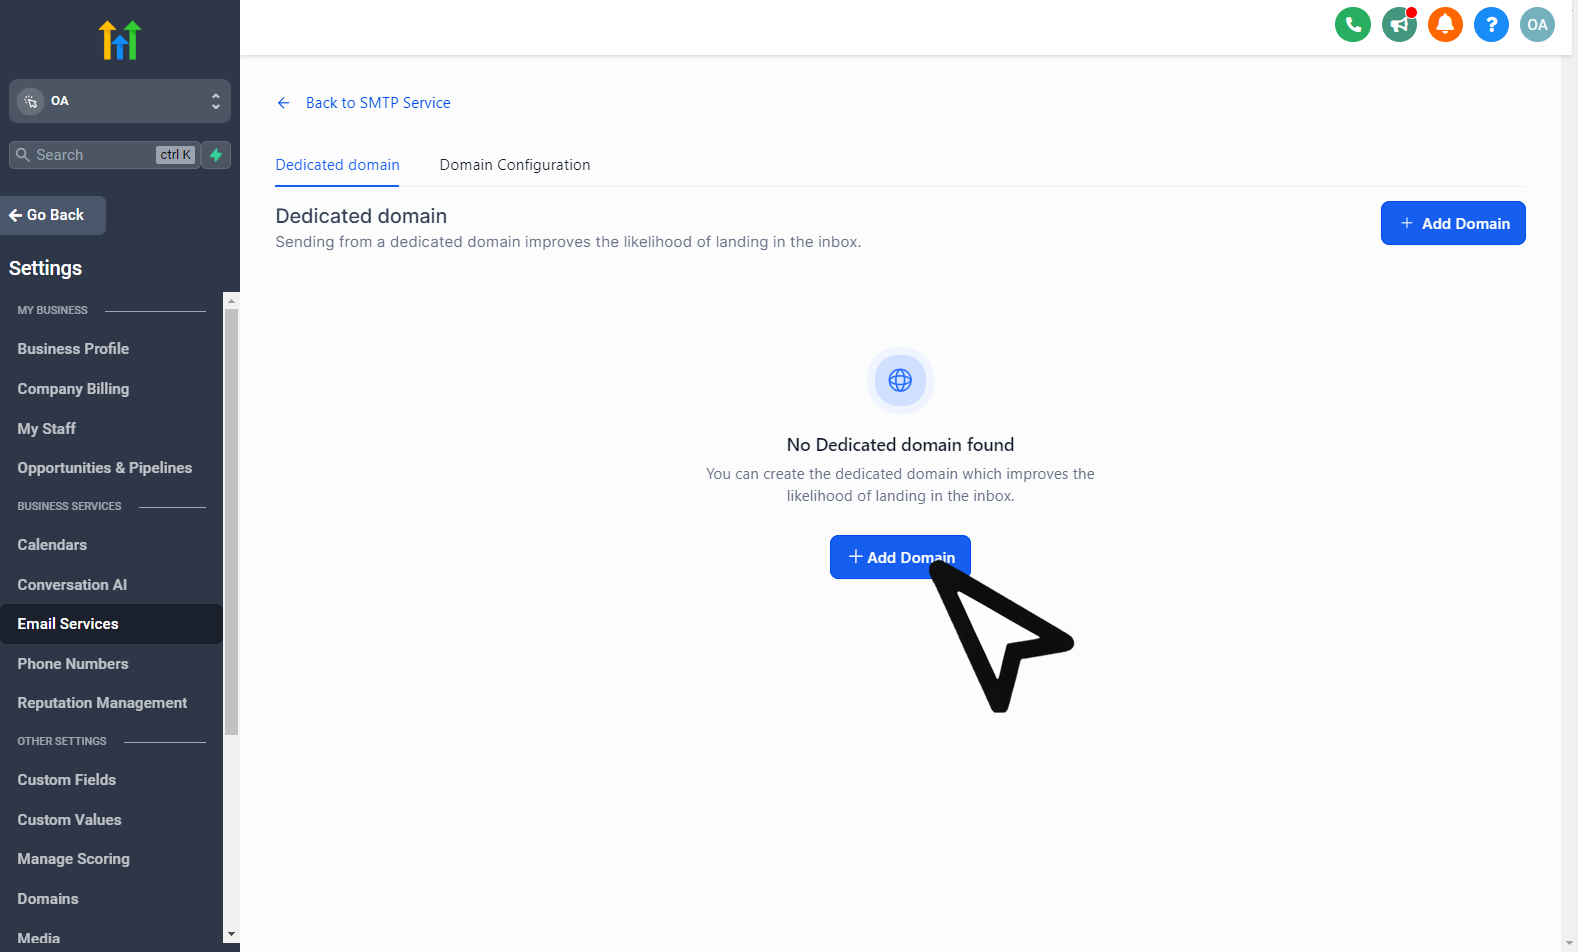 OA
Search
ctrl K
Go Back
Settings
MY BUSINESS
Business Profile
Company Billing
My Staff
Opportunities & Pipelines
BUSINESS SERVICES
Calendars
Conversation AI
Email Services
Phone Numbers
Reputation Management
OTHER SETTINGS
Custom Fields
Custom Values
Manage Scoring
Domains
Media
?
OA
Back to SMTP Service
Dedicated domain
Domain Configuration
Dedicated domain
Sending from a dedicated domain improves the likelihood of landing in the inbox.
+ Add Domain
No Dedicated domain found
You can create the dedicated domain which improves the
likelihood of landing in the inbox.
+ Add Domain